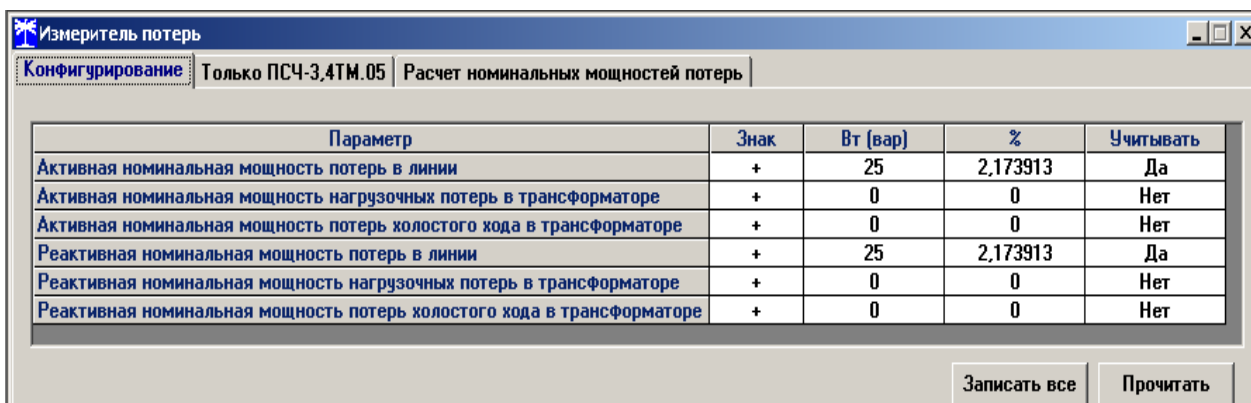 Измеритель потерь
Конфигурирование Только ПСЧ-3,4ТМ.05 Расчет номинальных мощностей потерь
Параметр Знак Вт (вар) % Учитывать
Активная номинальная мощность потерь в линии + 25 2,173913 Да
Активная номинальная мощность нагрузочных потерь в трансформаторе + 0 0 Нет
Активная номинальная мощность потерь холостого хода в трансформаторе + 0 0 Нет
Реактивная номинальная мощность потерь в линии + 25 2,173913 Да
Реактивная номинальная мощность нагрузочных потерь в трансформаторе + 0 0 Нет
Реактивная номинальная мощность потерь холостого хода в трансформаторе + 0 0 Нет
Записать все Прочитать